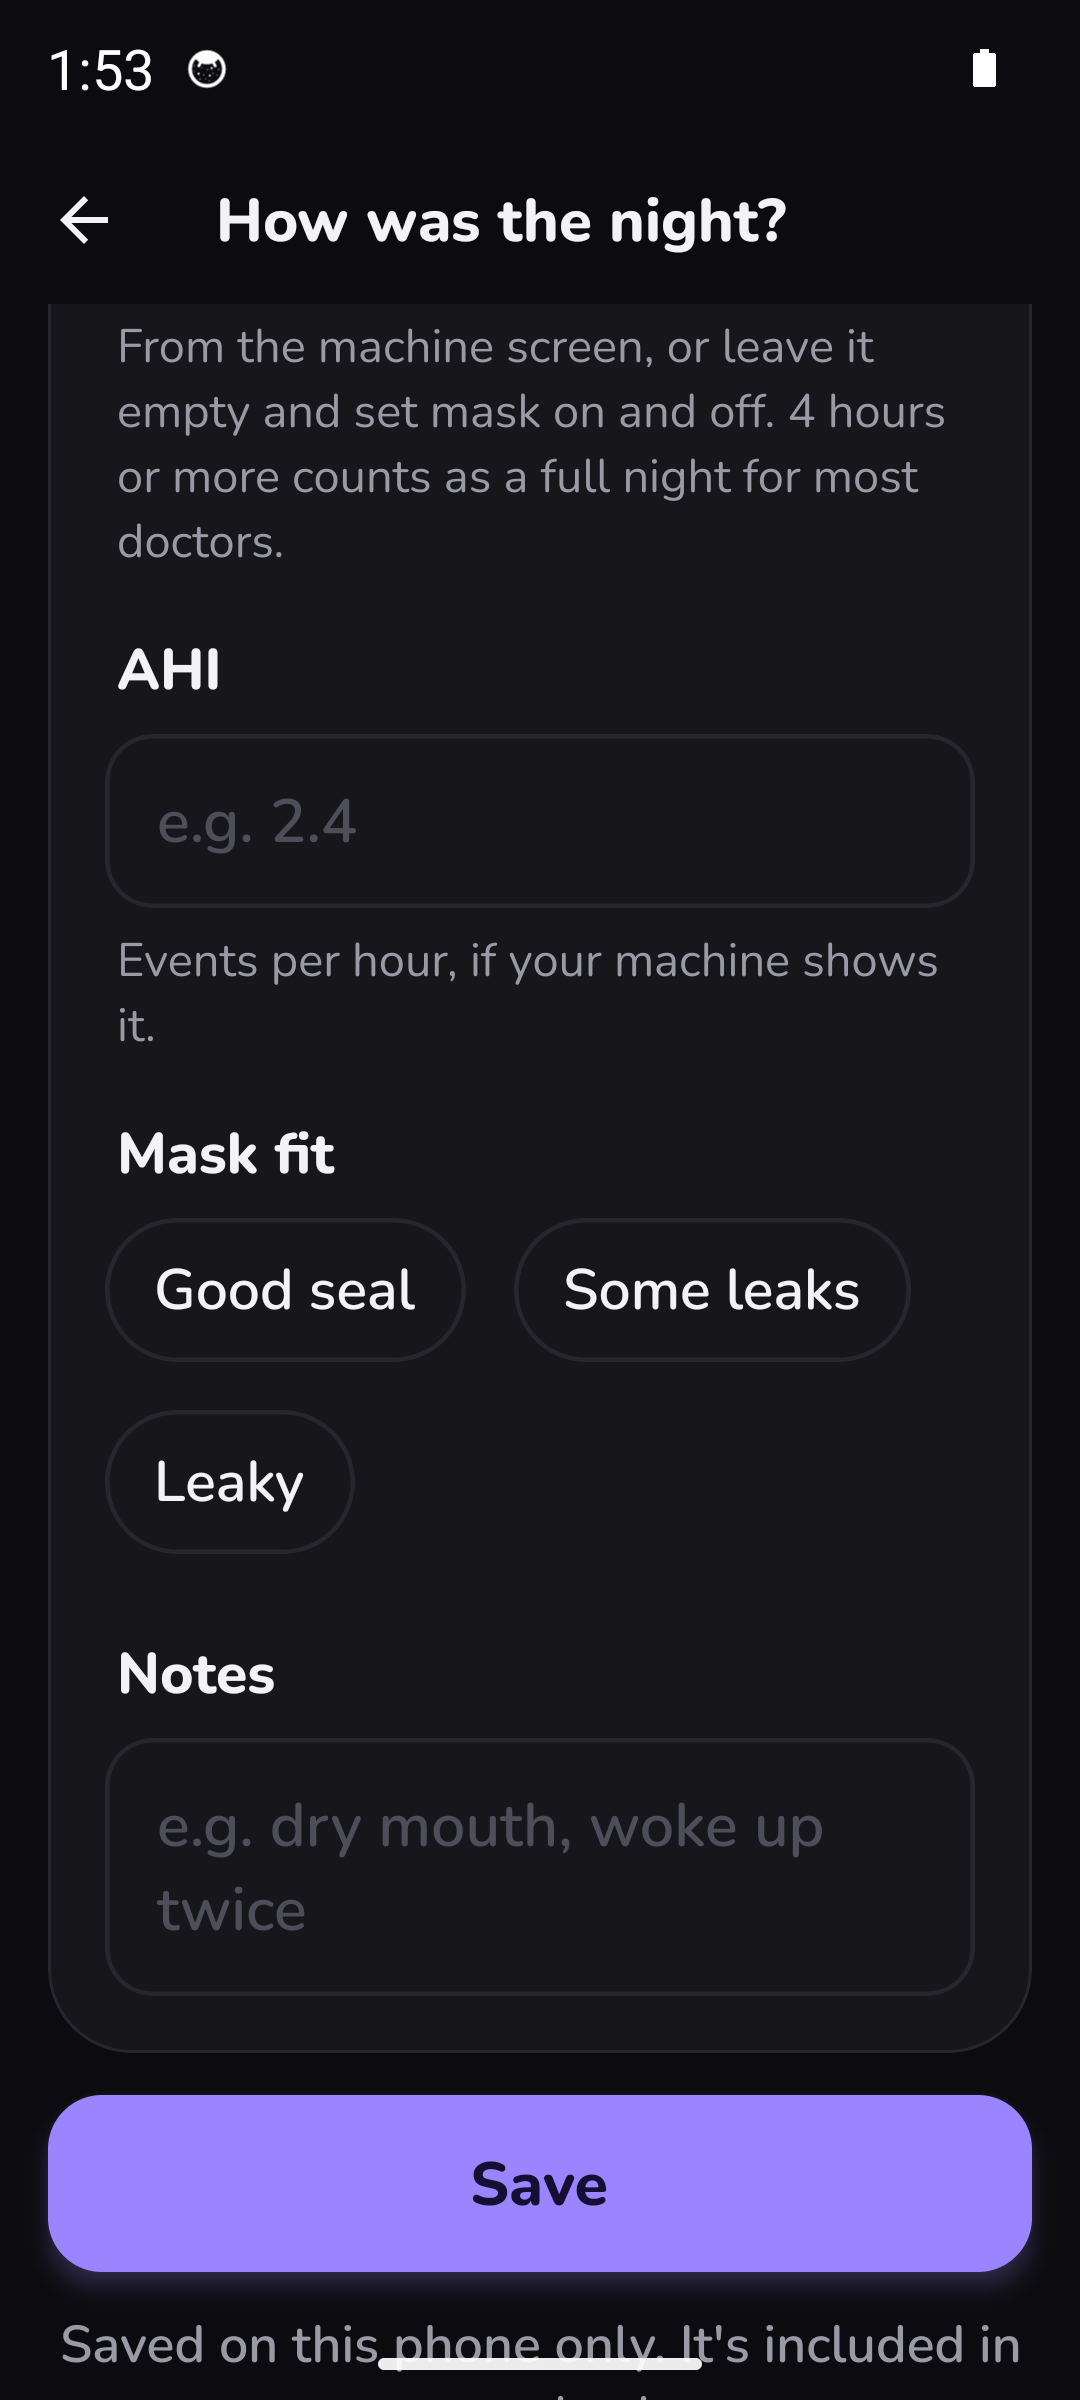 1:53
How was the night?
From the machine screen, or leave it
empty and set mask on and off. 4 hours
or more counts as a full night for most
doctors.
AHI
e.g. 2.4
Events per hour, if your machine shows
it.
Mask fit
Good seal
Some leaks
Leaky
Notes
e.g. dry mouth, woke up
twice
Save
Saved on this phone only. It's included in